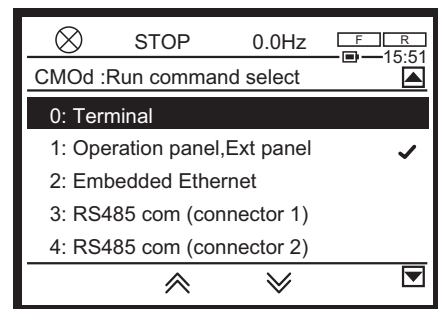 STOP 0.0Hz F R
15:51
CMOd :Run command select
0: Terminal
1: Operation panel,Ext panel
2: Embedded Ethernet
3: RS485 com (connector 1)
4: RS485 com (connector 2)